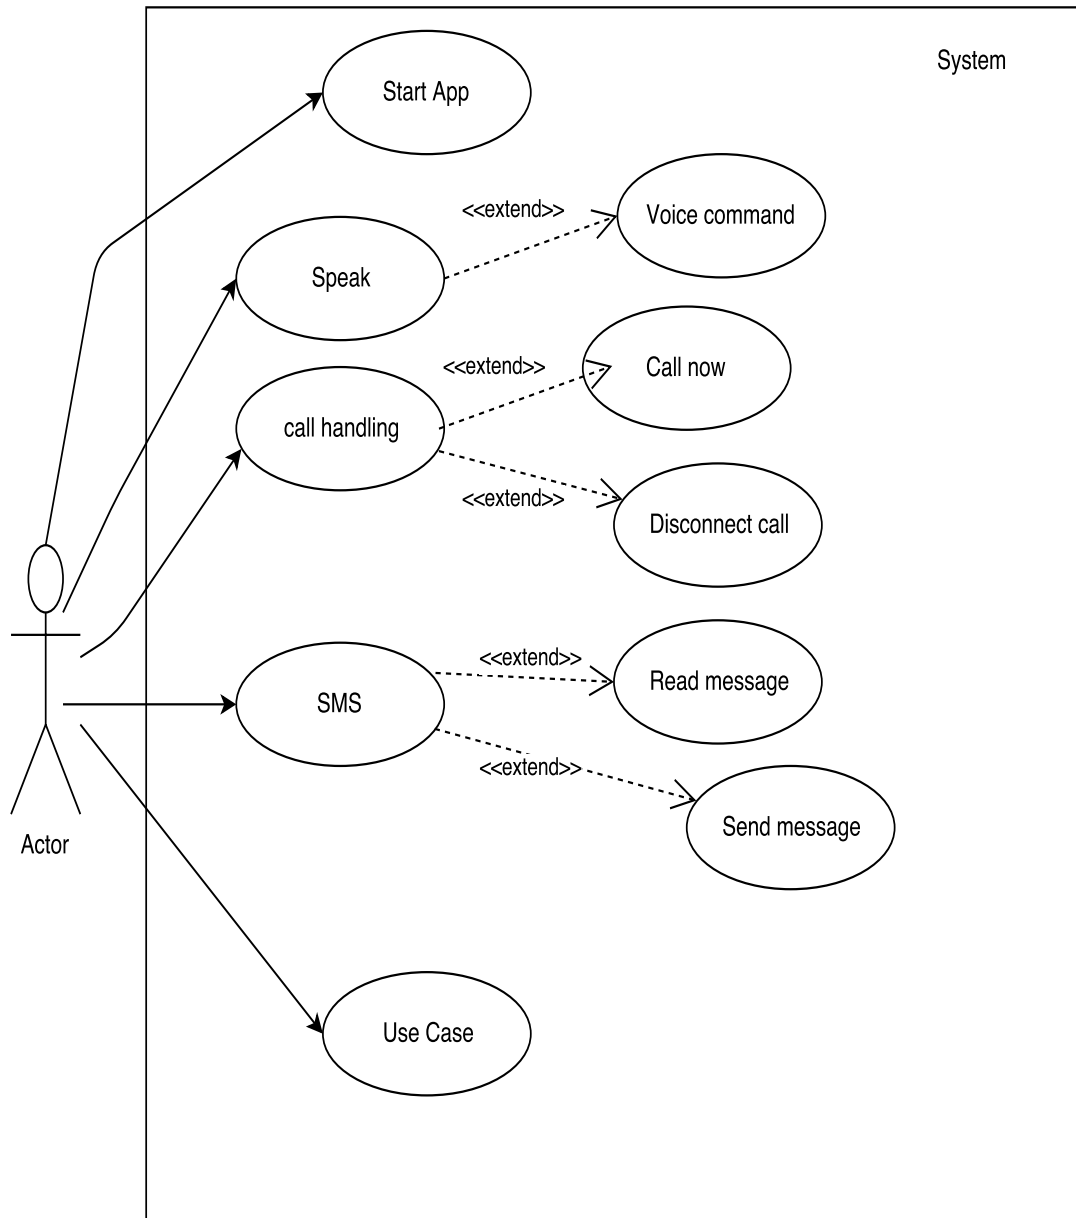 System
Start App
<<extend>>
Voice command
Speak
<<extend>>
Call now
call handling
<<extend>>
Disconnect call
<<extend>>
Read message
SMS
<<extend>>
Send message
Actor
Use Case